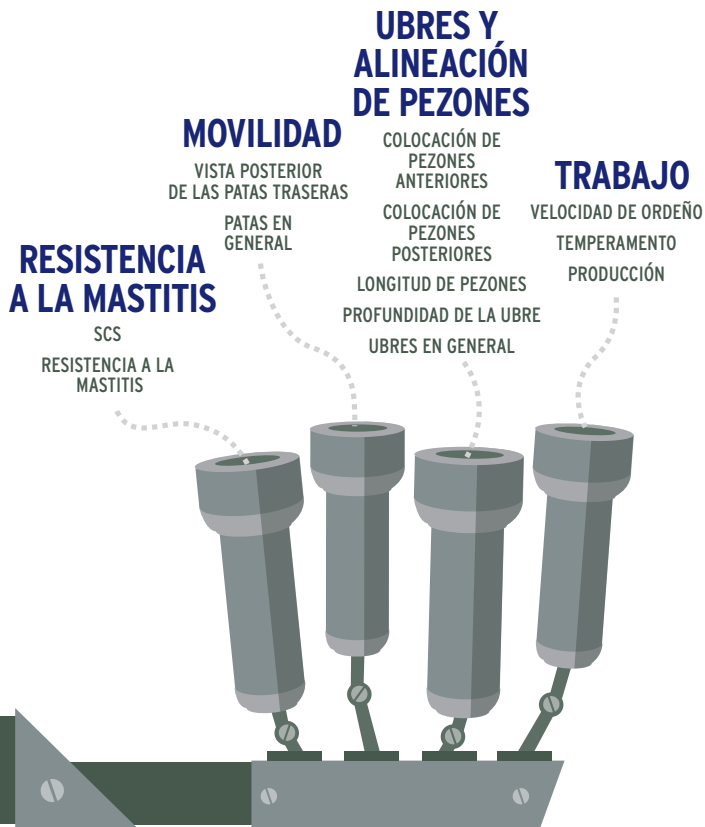 RESISTENCIA
A LA MASTITIS
SCS
RESISTENCIA A LA
MASTITIS
MOVILIDAD
VISTA POSTERIOR
DE LAS PATAS TRASERAS
PATAS EN
GENERAL
UBRES Y
ALINEACIÓN
DE PEZONES
COLOCACIÓN DE
PEZONES
ANTERIORES
COLOCACIÓN DE
PEZONES
POSTERIORES
LONGITUD DE PEZONES
PROFUNDIDAD DE LA UBRE
UBRES EN GENERAL
TRABAJO
VELOCIDAD DE ORDEÑO
TEMPERAMENTO
PRODUCCIÓN